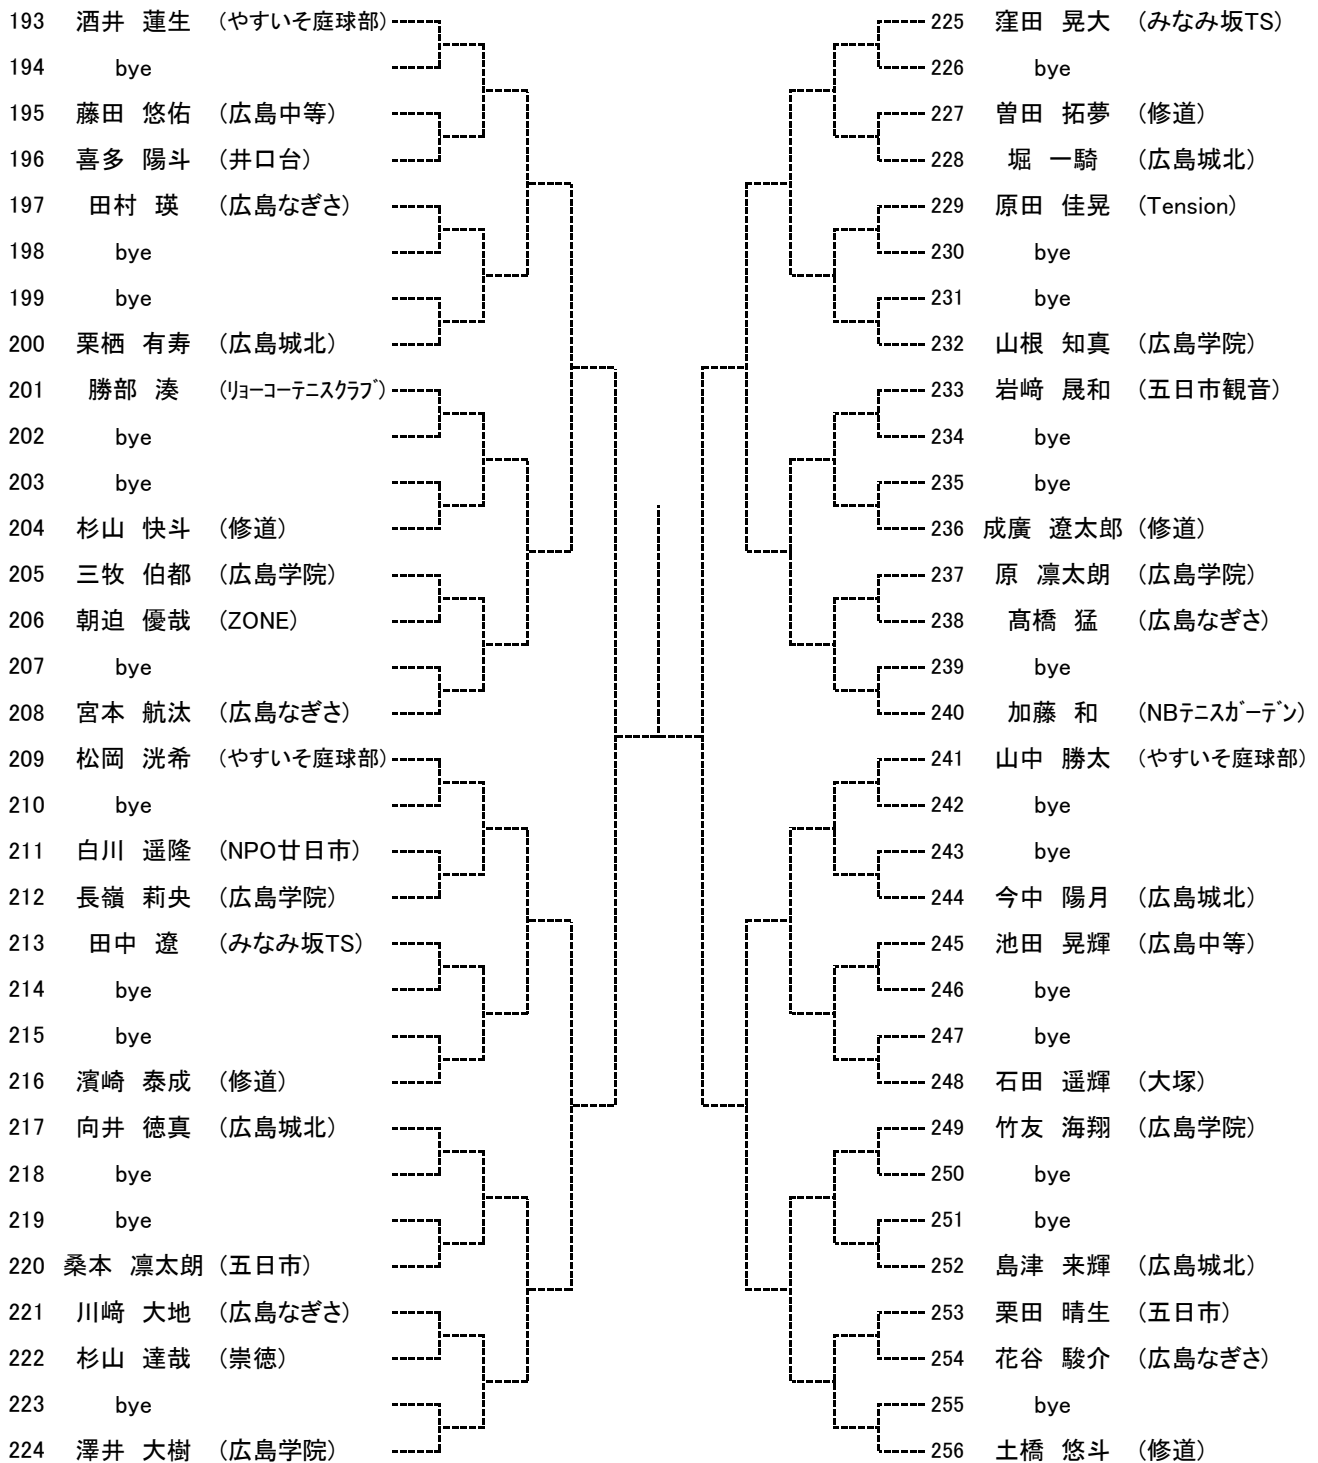 193 酒井 蓮生 (やすいそ庭球部)
194 bye
195 藤田 悠佑 (広島中等)
196 喜多 陽斗 (井口台)
197 田村 瑛 (広島なぎさ)
198 bye
199 bye
200 栗栖 有寿 (広島城北)
201 勝部 湊 (ﾘｮｰｺｰﾃﾆｽｸﾗﾌﾞ)
202 bye
203 bye
204 杉山 快斗 (修道)
205 三牧 伯都 (広島学院)
206 朝迫 優哉 (ZONE)
207 bye
208 宮本 航汰 (広島なぎさ)
209 松岡 洸希 (やすいそ庭球部)
210 bye
211 白川 遥隆 (NPO廿日市)
212 長嶺 莉央 (広島学院)
213 田中 遼 (みなみ坂TS)
214 bye
215 bye
216 濱崎 泰成 (修道)
217 向井 徳真 (広島城北)
218 bye
219 bye
220 桑本 凛太朗 (五日市)
221 川﨑 大地 (広島なぎさ)
222 杉山 達哉 (崇徳)
223 bye
224 澤井 大樹 (広島学院)
225 窪田 晃大 (みなみ坂TS)
226 bye
227 曽田 拓夢 (修道)
228 堀 一騎 (広島城北)
229 原田 佳晃 (Tension)
230 bye
231 bye
232 山根 知真 (広島学院)
233 岩﨑 晟和 (五日市観音)
234 bye
235 bye
236 成廣 遼太郎 (修道)
237 原 凛太朗 (広島学院)
238 髙橋 猛 (広島なぎさ)
239 bye
240 加藤 和 (NBﾃﾆｽｶﾞｰﾃﾞﾝ)
241 山中 勝太 (やすいそ庭球部)
242 bye
243 bye
244 今中 陽月 (広島城北)
245 池田 晃輝 (広島中等)
246 bye
247 bye
248 石田 遥輝 (大塚)
249 竹友 海翔 (広島学院)
250 bye
251 bye
252 島津 来輝 (広島城北)
253 栗田 晴生 (五日市)
254 花谷 駿介 (広島なぎさ)
255 bye
256 土橋 悠斗 (修道)